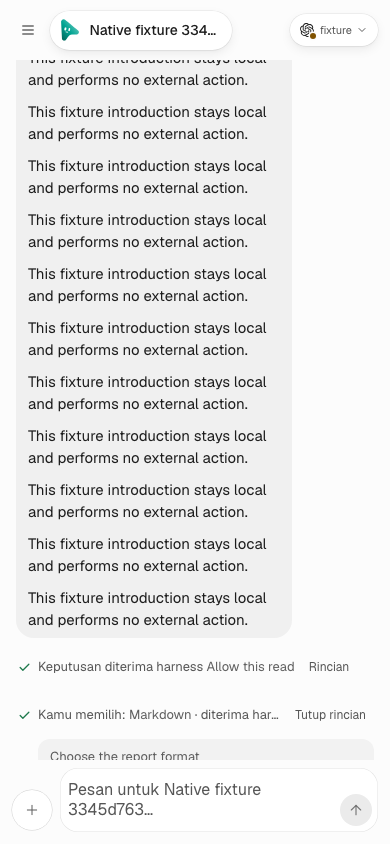 Native fixture 334…
fixture
This fixture introduction stays local
and performs no external action.
This fixture introduction stays local
and performs no external action.
This fixture introduction stays local
and performs no external action.
This fixture introduction stays local
and performs no external action.
This fixture introduction stays local
and performs no external action.
This fixture introduction stays local
and performs no external action.
This fixture introduction stays local
and performs no external action.
This fixture introduction stays local
and performs no external action.
This fixture introduction stays local
and performs no external action.
This fixture introduction stays local
and performs no external action.
This fixture introduction stays local
and performs no external action.
Keputusan diterima harness Allow this read Rincian
Kamu memilih: Markdown · diterima har… Tutup rincian
Choose the report format
Pesan untuk Native fixture
3345d763…